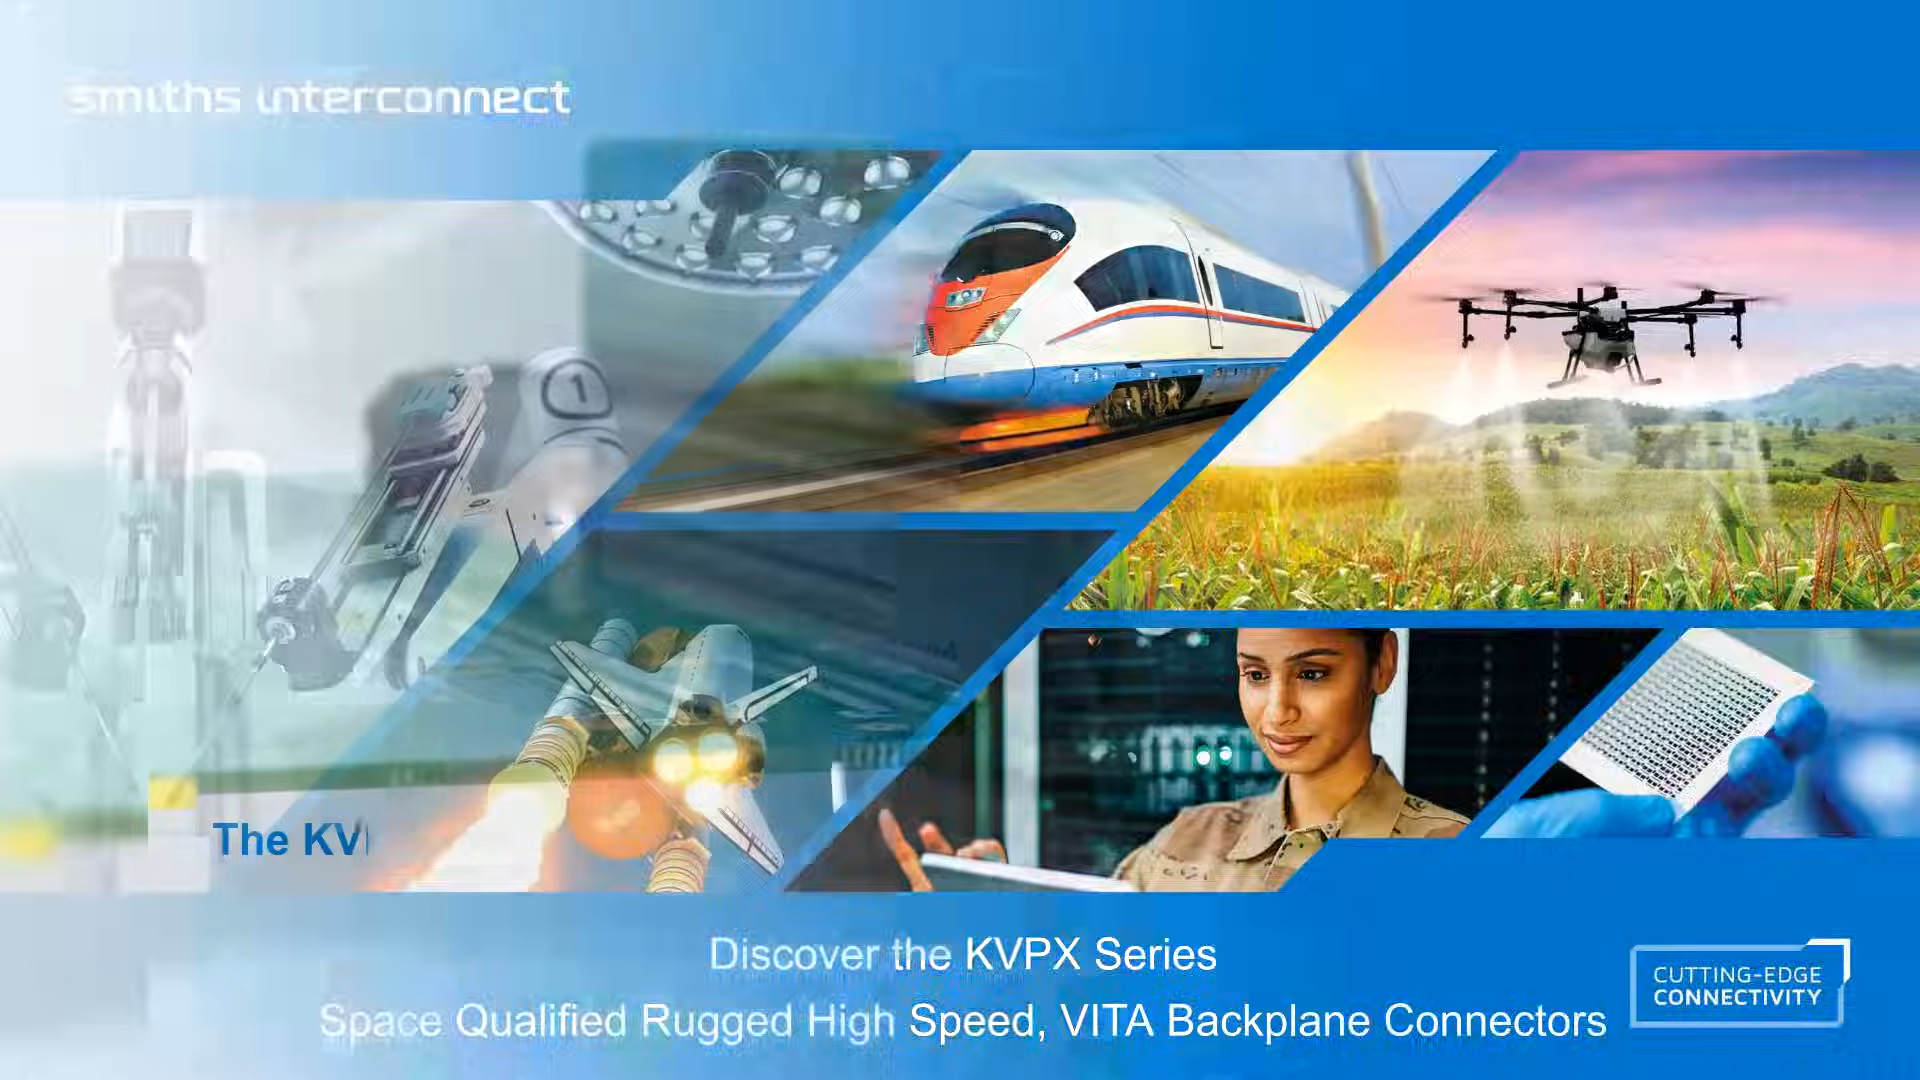 smiths interconnect
1
The KV
Discover the KVPX Series
Space Qualified Rugged High Speed, VITA Backplane Connectors
CUTTING-EDGE
CONNECTIVITY